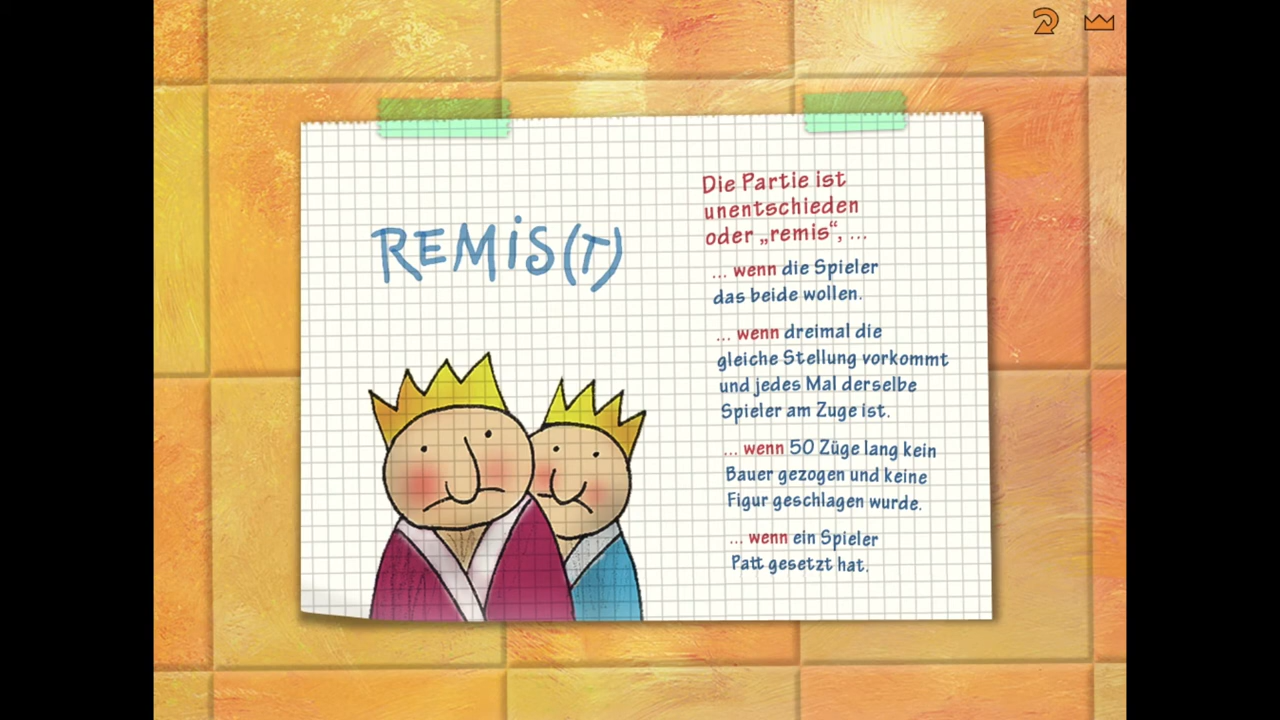 REMiS(T)
Die Partie ist
unentschieden
oder „remis“, ...
... wenn die Spieler
das beide wollen.
... wenn dreimal die
gleiche Stellung vorkommt
und jedes Mal derselbe
Spieler am Zuge ist.
... wenn 50 Züge lang kein
Bauer gezogen und keine
Figur geschlagen wurde.
... wenn ein Spieler
Patt gesetzt hat.